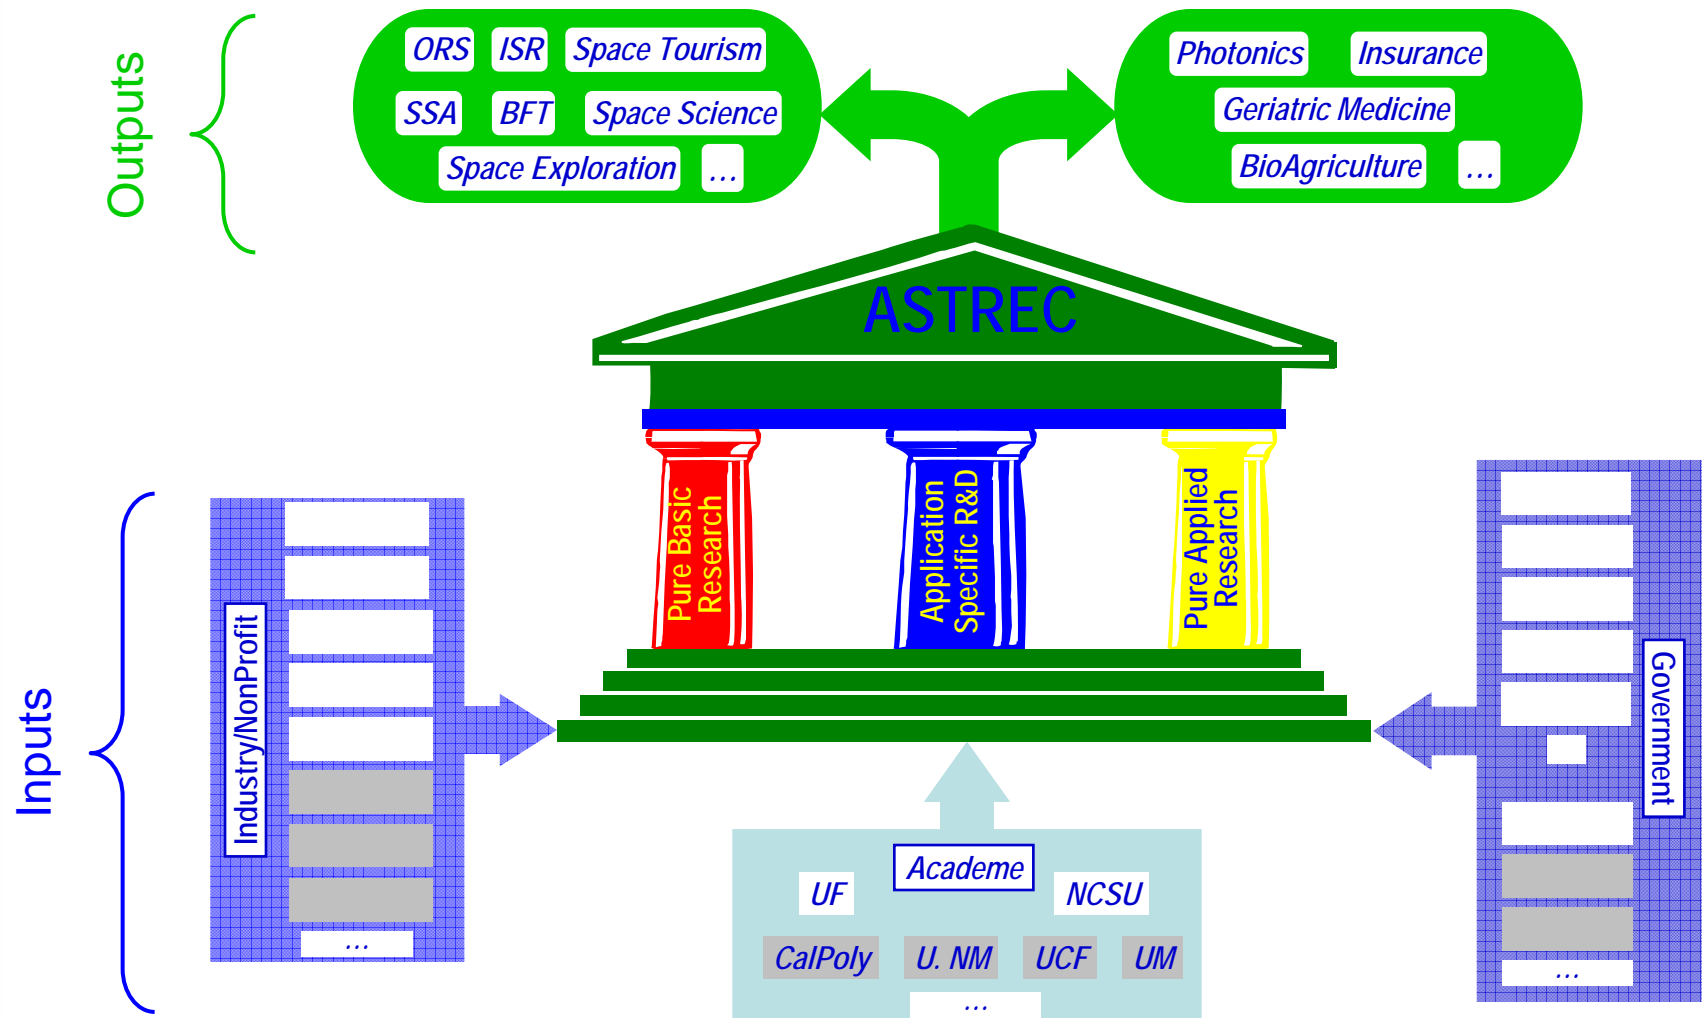 Outputs
ORS ISR Space Tourism
SSA BFT Space Science
Space Exploration ...
Photonics Insurance
Geriatric Medicine
BioAgriculture ...
ASTREC
Pure Basic
Research
Application
Specific R&D
Pure Applied
Research
Inputs
Industry/NonProfit
...
Government
...
Academe
UF NCSU
CalPoly U. NM UCF UM
...